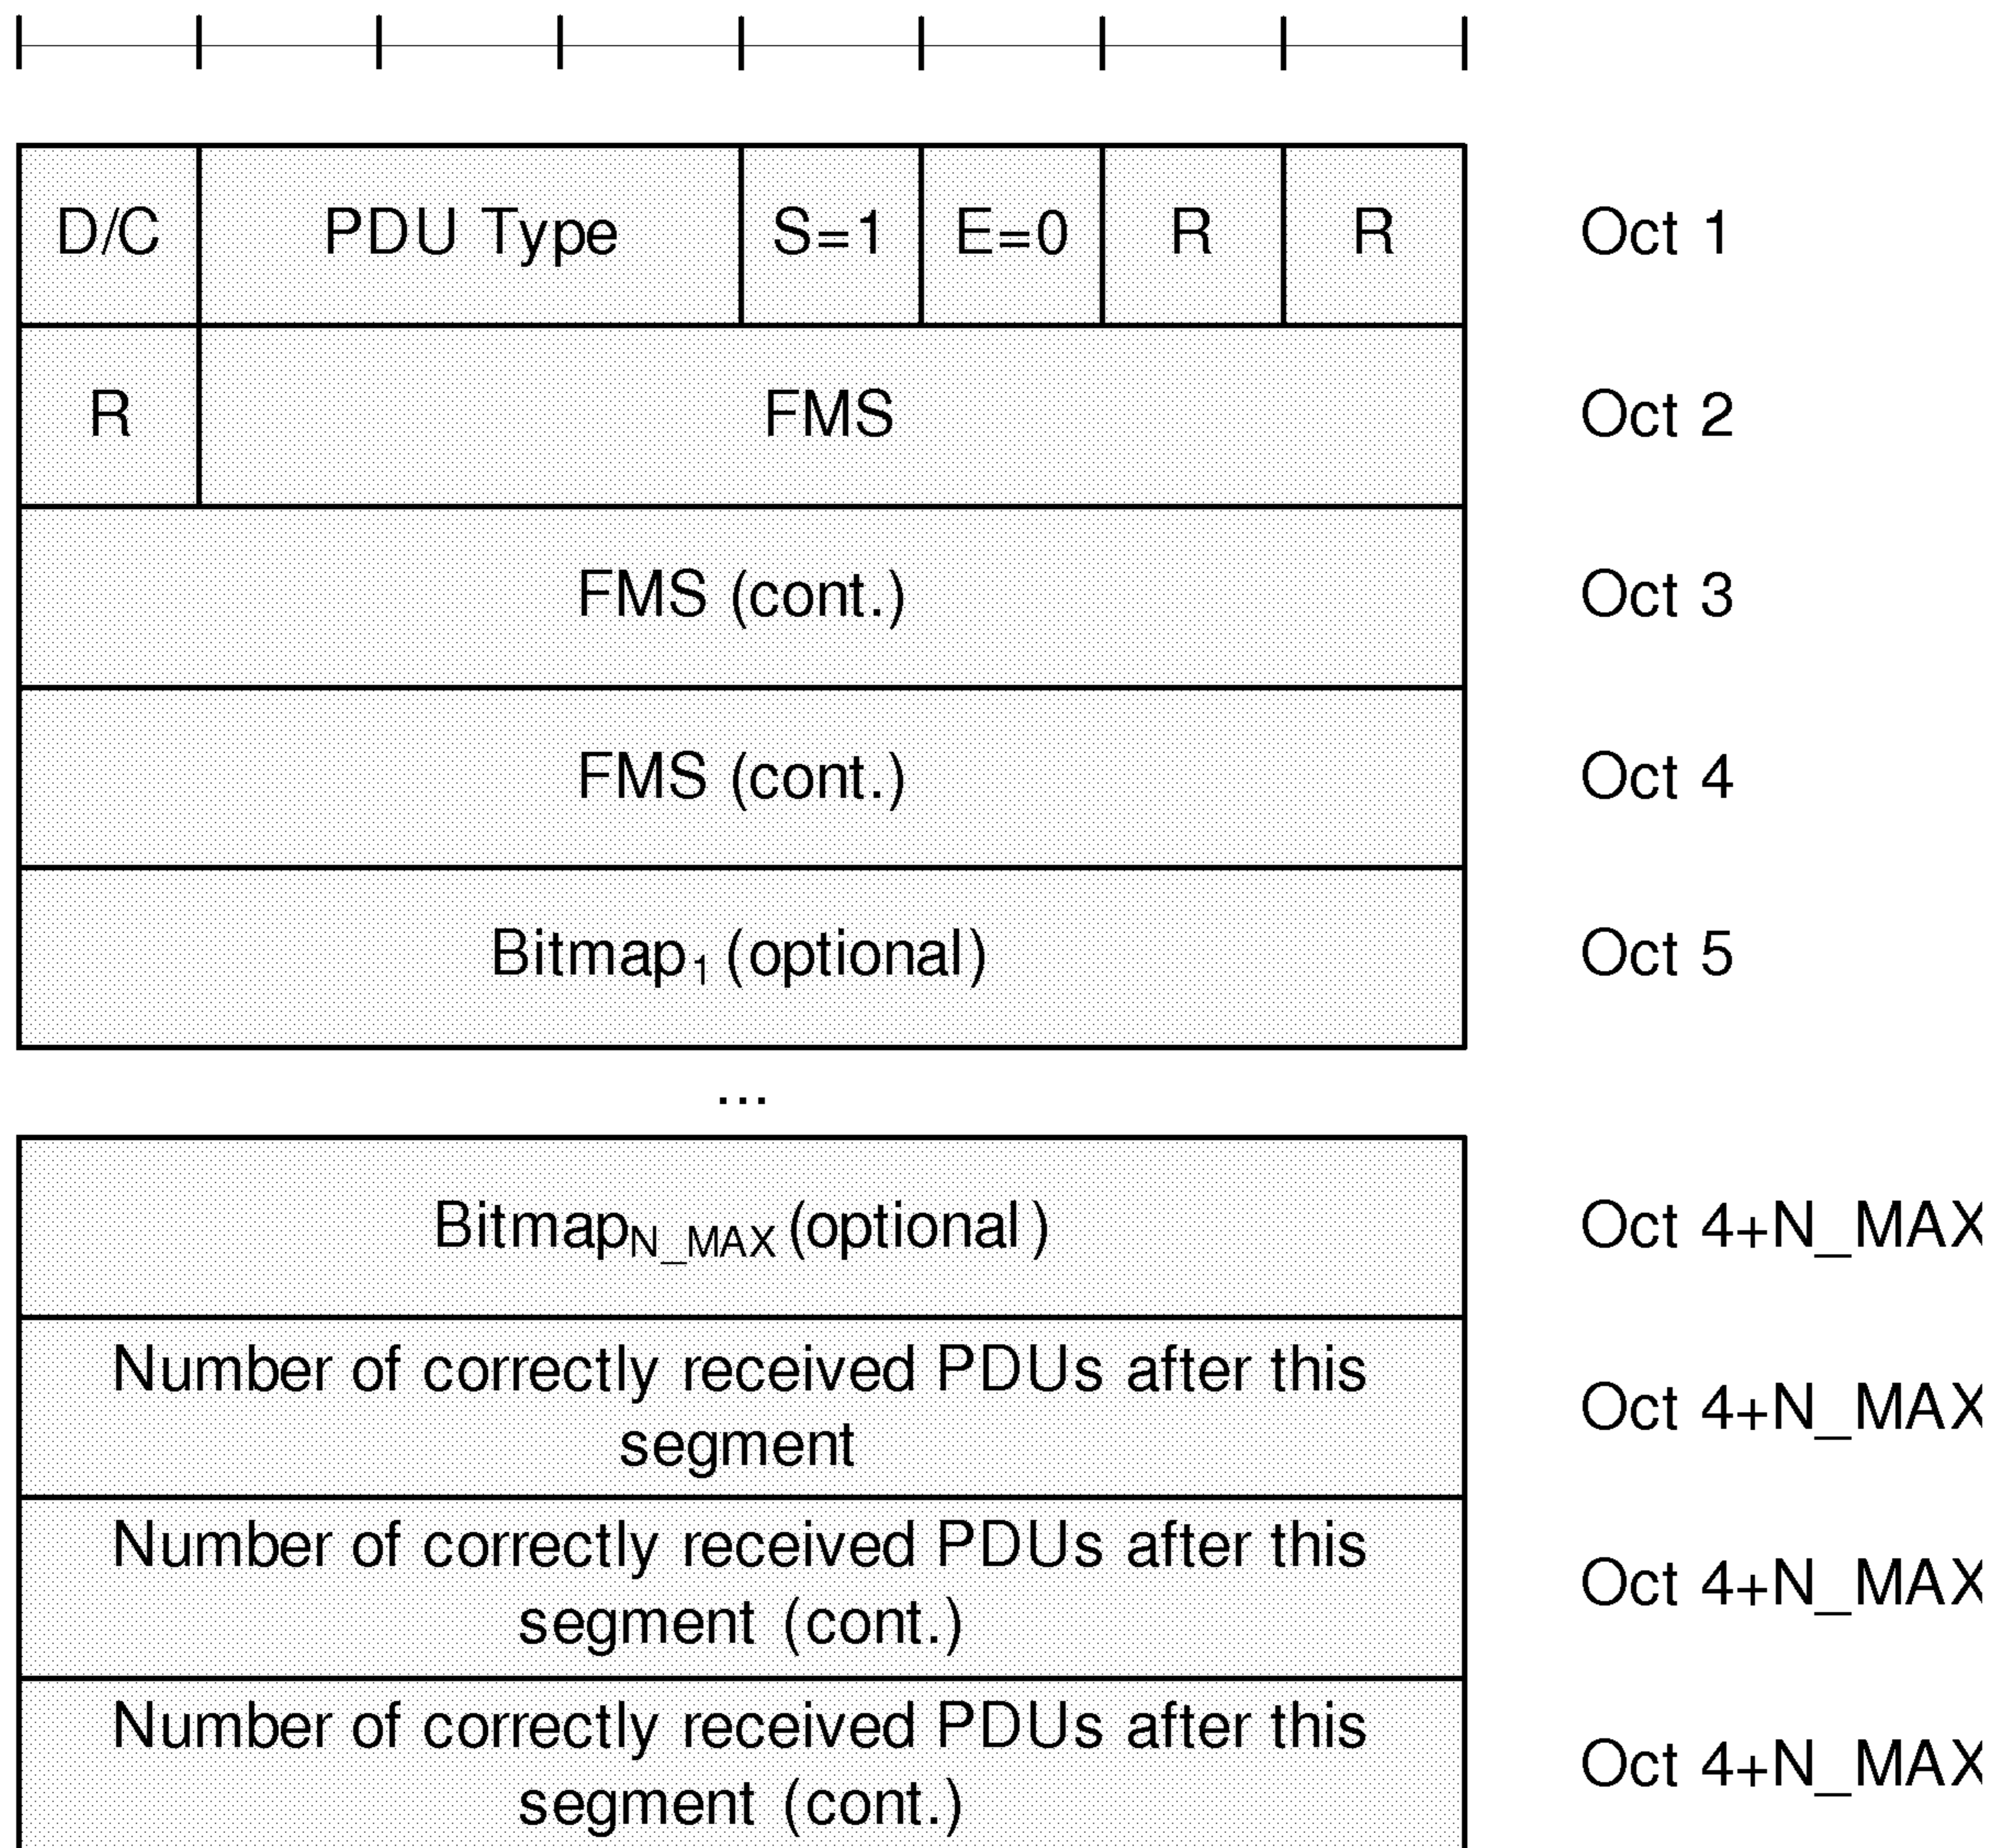 D/C PDU Type S=1 E=0 R R Oct 1
R FMS Oct 2
FMS (cont.) Oct 3
FMS (cont.) Oct 4
Bitmap1 (optional) Oct 5
...
BitmapN_MAX (optional) Oct 4+N_MAX
Number of correctly received PDUs after this
segment
Oct 4+N_MAX
Number of correctly received PDUs after this
segment (cont.)
Oct 4+N_MAX
Number of correctly received PDUs after this
segment (cont.)
Oct 4+N_MAX